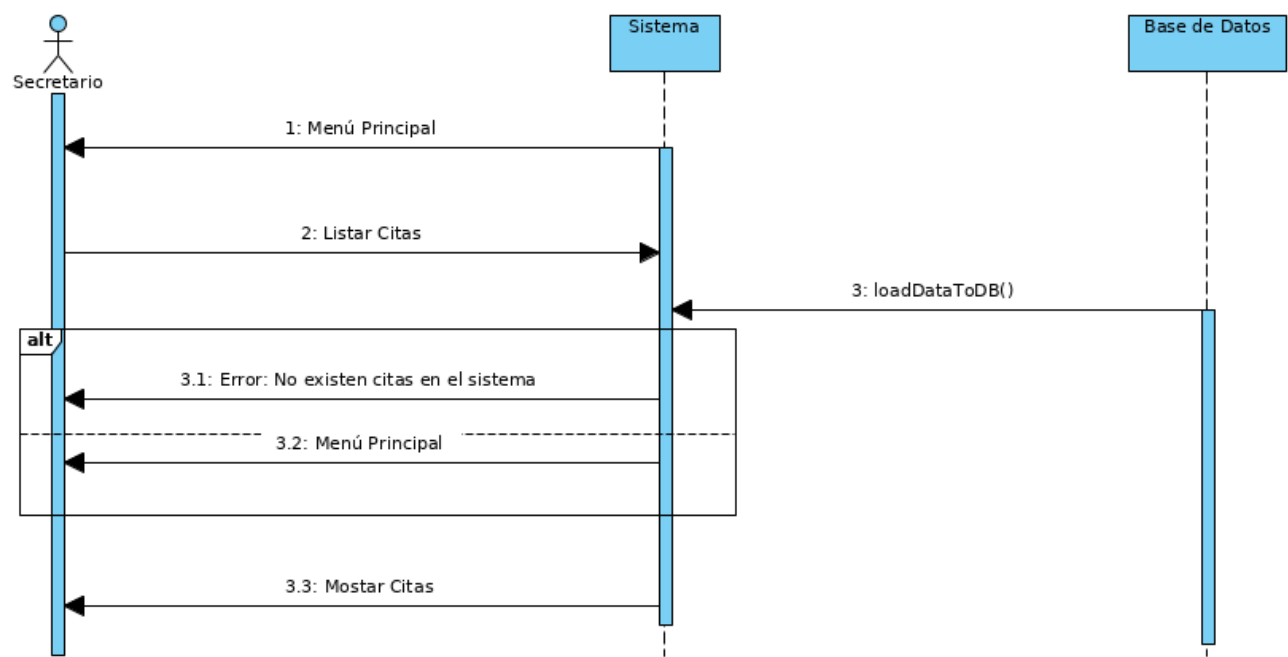 Secretario
Sistema
Base de Datos
1: Menú Principal
2: Listar Citas
3: loadDataToDB()
alt
3.1: Error: No existen citas en el sistema
3.2: Menú Principal
3.3: Mostar Citas